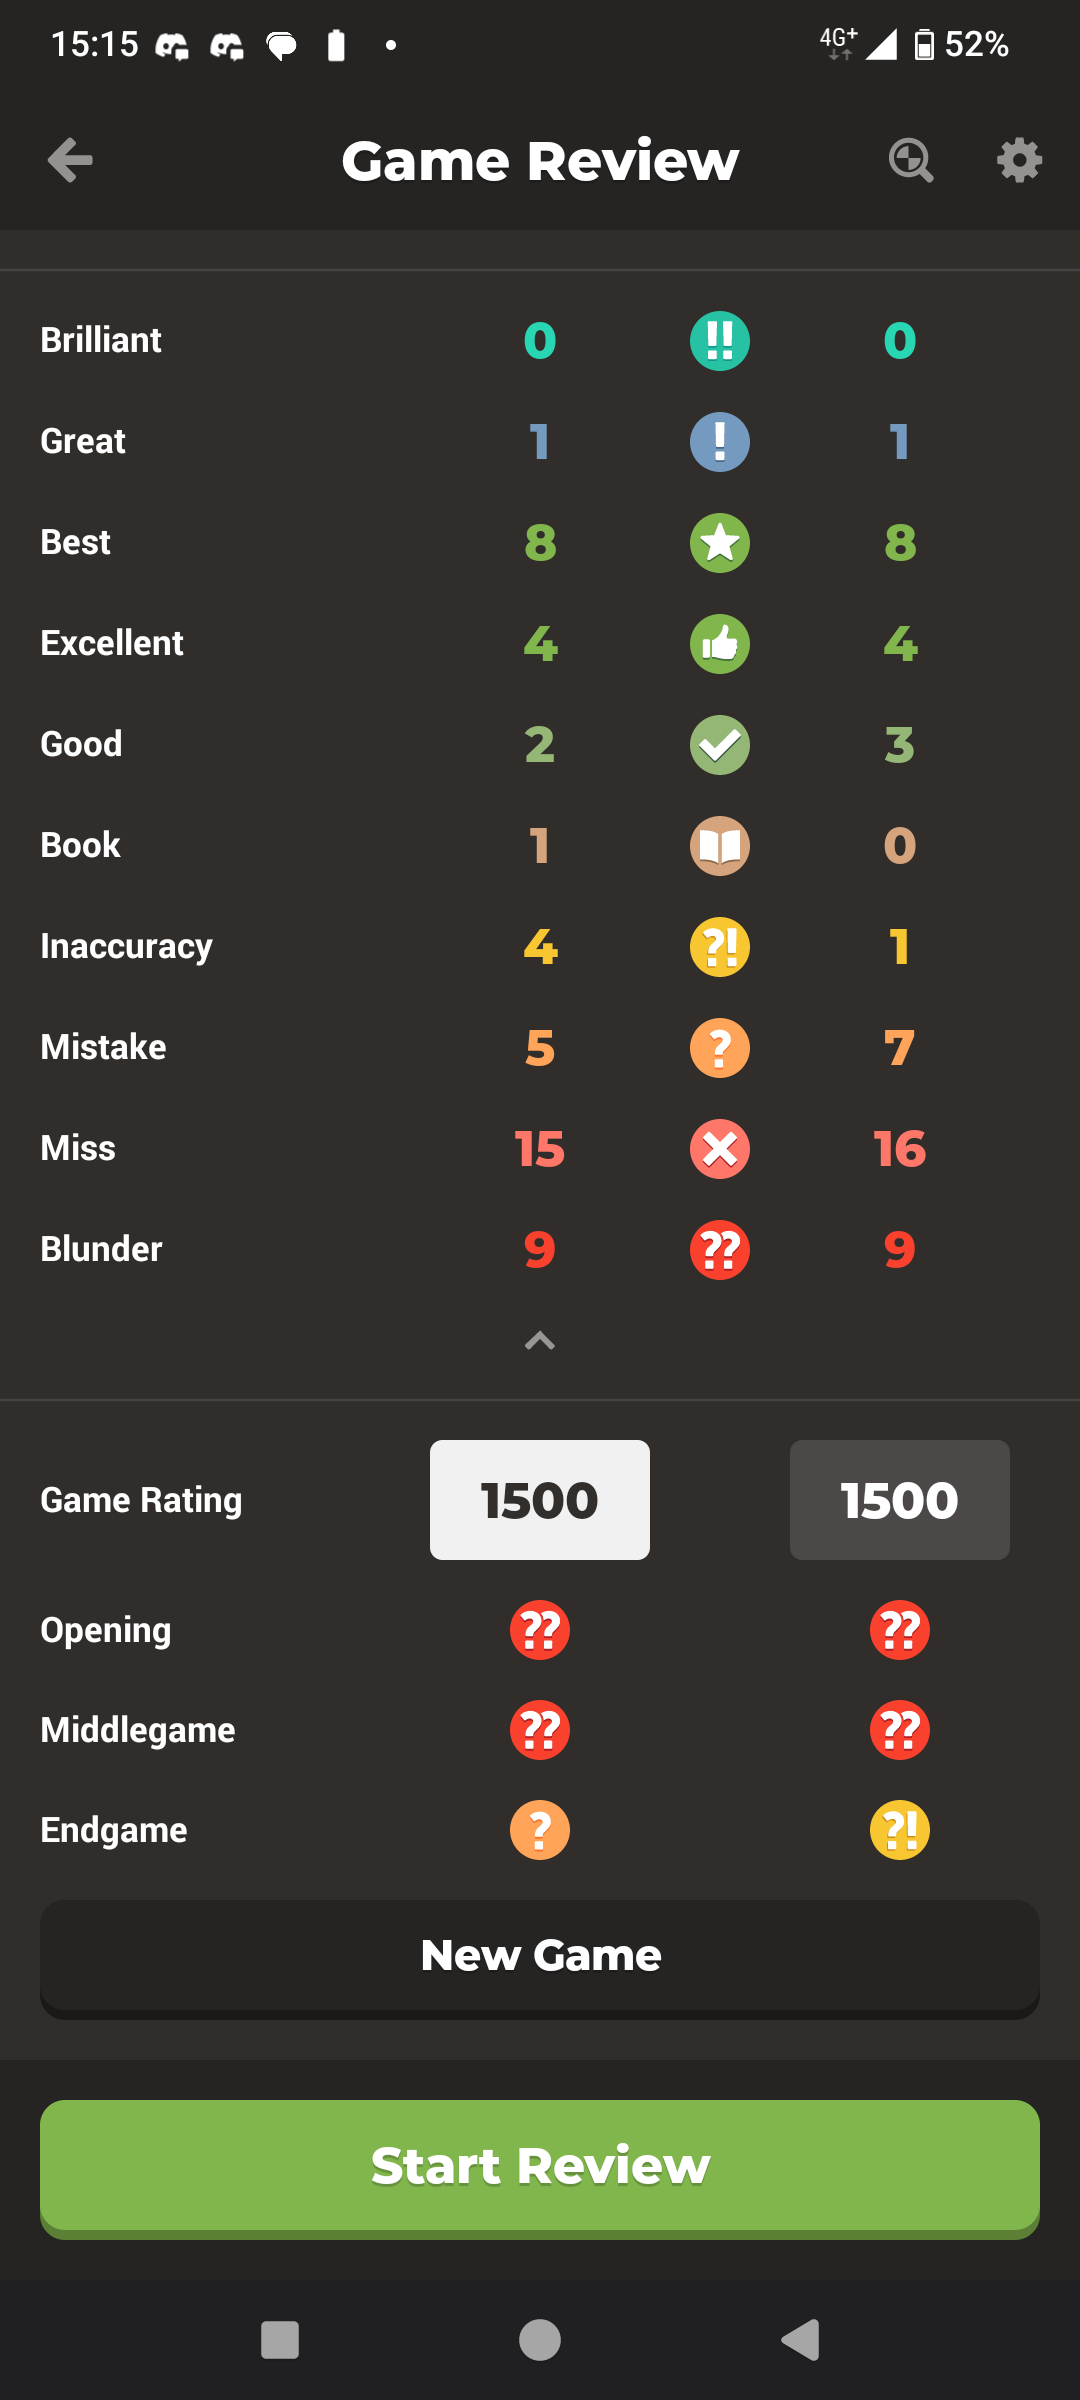 15:15 4G+ 52%
Game Review
Brilliant 0 !! 0
Great 1 ! 1
Best 8 8
Excellent 4 4
Good 2 3
Book 1 0
Inaccuracy 4 ?! 1
Mistake 5 ? 7
Miss 15 16
Blunder 9 ?? 9
Game Rating 1500 1500
Opening ?? ??
Middlegame ?? ??
Endgame ? ?!
New Game
Start Review